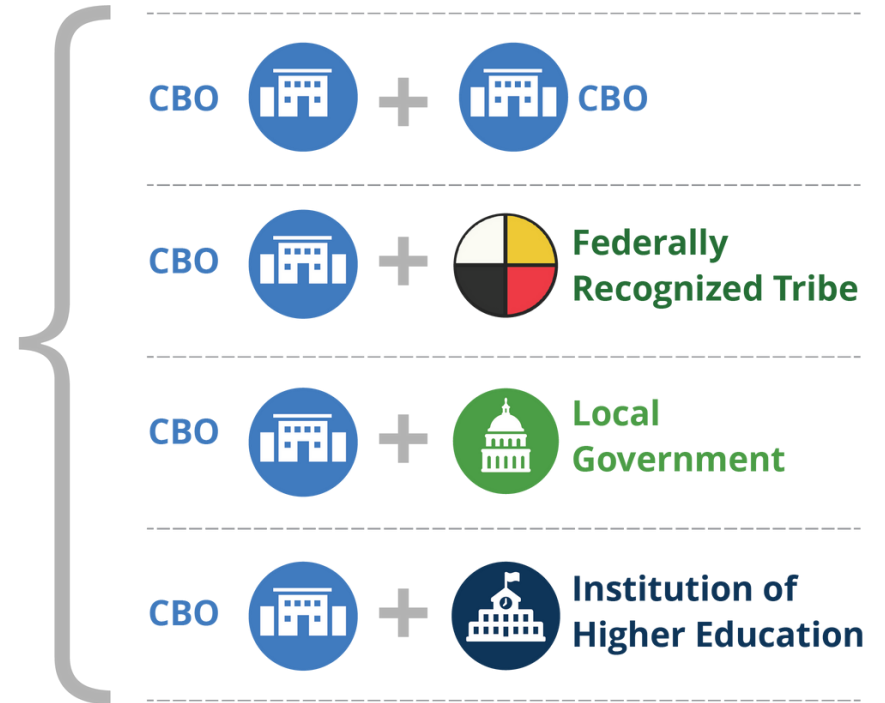 CBO + CBO
CBO + Federally
Recognized Tribe
CBO + Local
Government
CBO + Institution of
Higher Education